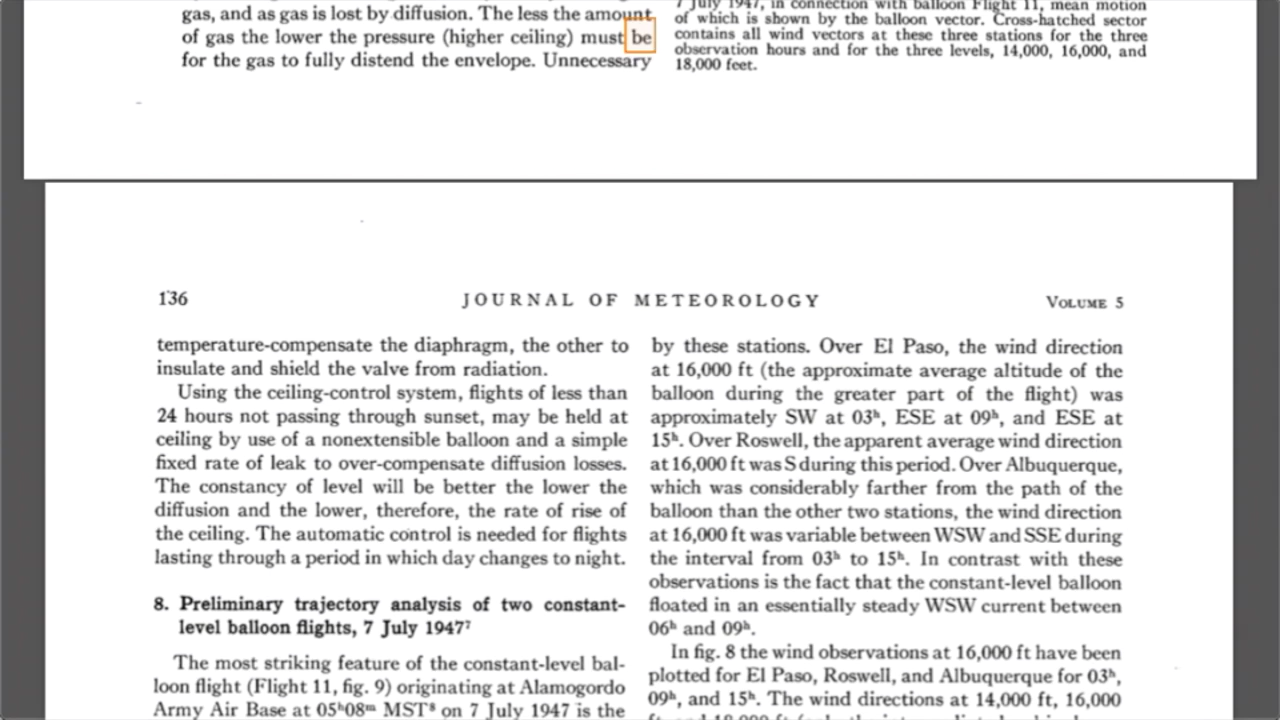 gas, and as gas is lost by diffusion. The less the amount
of gas the lower the pressure (higher ceiling) must be
for the gas to fully distend the envelope. Unnecessary
7 July 1947, in connection with balloon Flight 11, mean motion
of which is shown by the balloon vector. Cross-hatched sector
contains all wind vectors at these three stations for the three
observation hours and for the three levels, 14,000, 16,000, and
18,000 feet.
136
JOURNAL OF METEOROLOGY
VOLUME 5
temperature-compensate the diaphragm, the other to
insulate and shield the valve from radiation.
Using the ceiling-control system, flights of less than
24 hours not passing through sunset, may be held at
ceiling by use of a nonextensible balloon and a simple
fixed rate of leak to over-compensate diffusion losses.
The constancy of level will be better the lower the
diffusion and the lower, therefore, the rate of rise of
the ceiling. The automatic control is needed for flights
lasting through a period in which day changes to night.
8. Preliminary trajectory analysis of two constant-
level balloon flights, 7 July 1947⁷
The most striking feature of the constant-level bal-
loon flight (Flight 11, fig. 9) originating at Alamogordo
Army Air Base at 05ʰ08ᵐ MST⁸ on 7 July 1947 is the
by these stations. Over El Paso, the wind direction
at 16,000 ft (the approximate average altitude of the
balloon during the greater part of the flight) was
approximately SW at 03ʰ, ESE at 09ʰ, and ESE at
15ʰ. Over Roswell, the apparent average wind direction
at 16,000 ft was S during this period. Over Albuquerque,
which was considerably farther from the path of the
balloon than the other two stations, the wind direction
at 16,000 ft was variable between WSW and SSE during
the interval from 03ʰ to 15ʰ. In contrast with these
observations is the fact that the constant-level balloon
floated in an essentially steady WSW current between
06ʰ and 09ʰ.
In fig. 8 the wind observations at 16,000 ft have been
plotted for El Paso, Roswell, and Albuquerque for 03ʰ,
09ʰ, and 15ʰ. The wind directions at 14,000 ft, 16,000